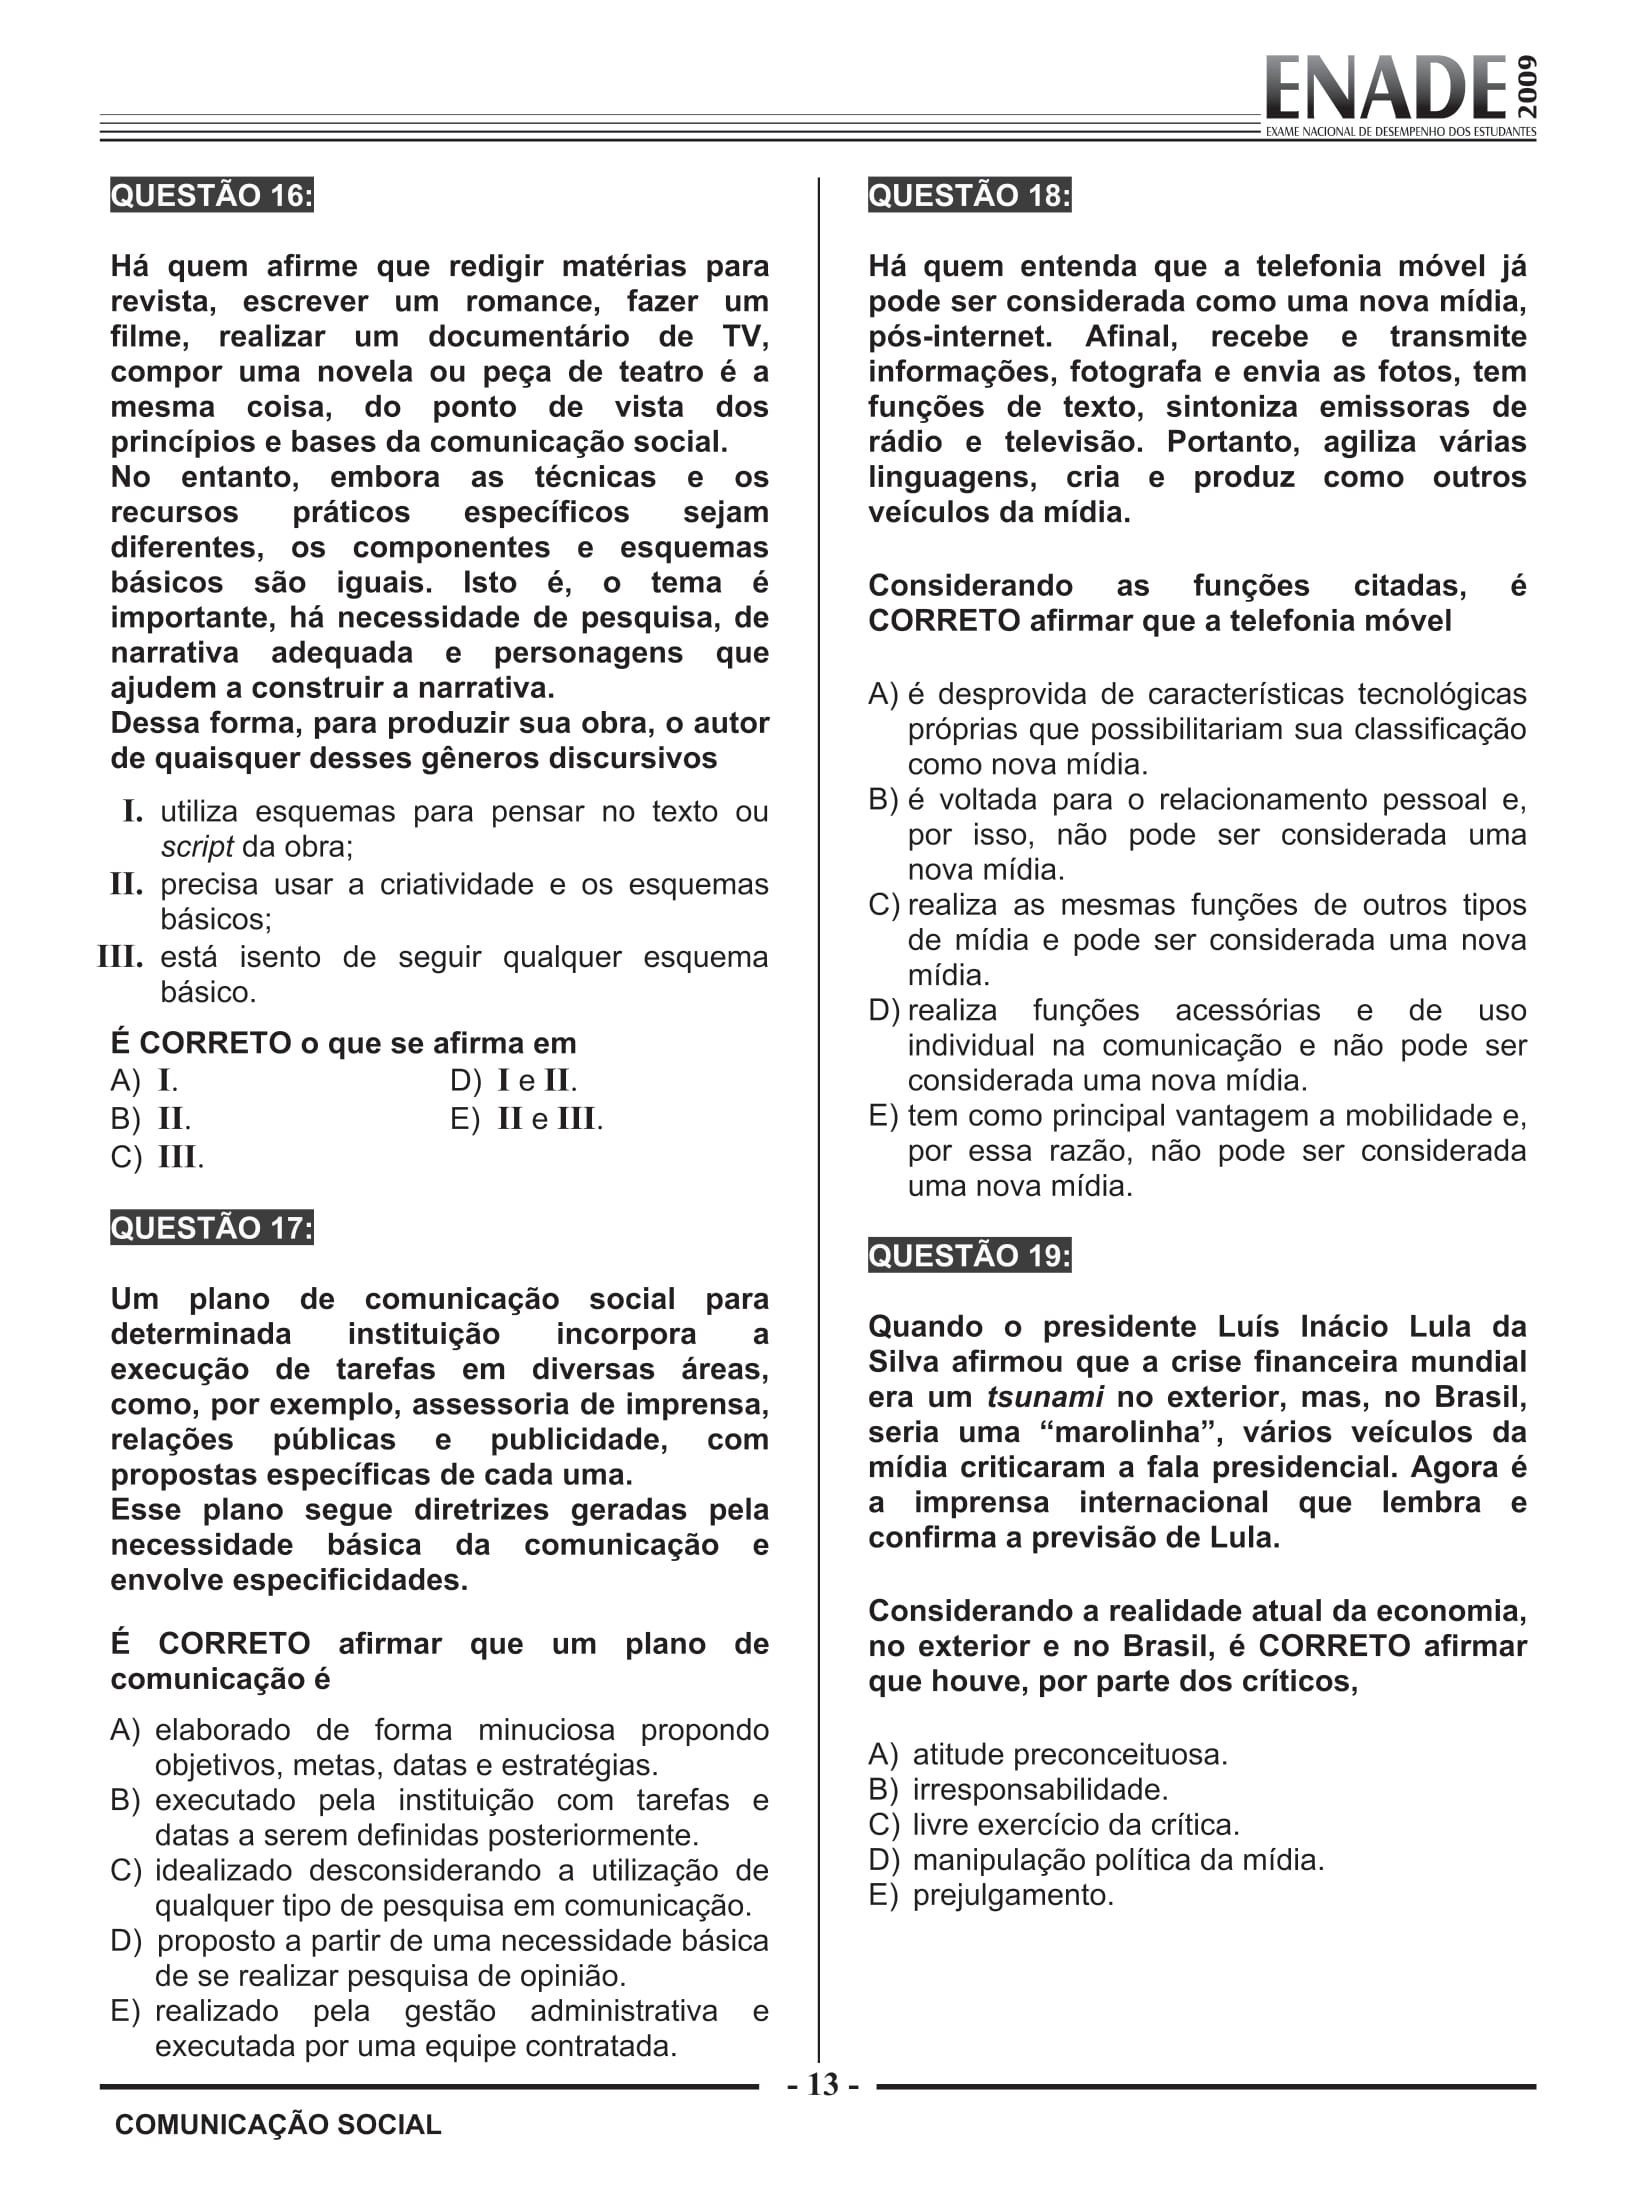 ENADE 2009
EXAME NACIONAL DE DESEMPENHO DOS ESTUDANTES
QUESTÃO 16:
Há quem afirme que redigir matérias para
revista, escrever um romance, fazer um
filme, realizar um documentário de TV,
compor uma novela ou peça de teatro é a
mesma coisa, do ponto de vista dos
princípios e bases da comunicação social.
No entanto, embora as técnicas e os
recursos práticos específicos sejam
diferentes, os componentes e esquemas
básicos são iguais. Isto é, o tema é
importante, há necessidade de pesquisa, de
narrativa adequada e personagens que
ajudem a construir a narrativa.
Dessa forma, para produzir sua obra, o autor
de quaisquer desses gêneros discursivos
I. utiliza esquemas para pensar no texto ou
script da obra;
II. precisa usar a criatividade e os esquemas
básicos;
III. está isento de seguir qualquer esquema
básico.
É CORRETO o que se afirma em
A) I. D) I e II.
B) II. E) II e III.
C) III.
QUESTÃO 17:
Um plano de comunicação social para
determinada instituição incorpora a
execução de tarefas em diversas áreas,
como, por exemplo, assessoria de imprensa,
relações públicas e publicidade, com
propostas específicas de cada uma.
Esse plano segue diretrizes geradas pela
necessidade básica da comunicação e
envolve especificidades.
É CORRETO afirmar que um plano de
comunicação é
A) elaborado de forma minuciosa propondo
objetivos, metas, datas e estratégias.
B) executado pela instituição com tarefas e
datas a serem definidas posteriormente.
C) idealizado desconsiderando a utilização de
qualquer tipo de pesquisa em comunicação.
D) proposto a partir de uma necessidade básica
de se realizar pesquisa de opinião.
E) realizado pela gestão administrativa e
executada por uma equipe contratada.
QUESTÃO 18:
Há quem entenda que a telefonia móvel já
pode ser considerada como uma nova mídia,
pós-internet. Afinal, recebe e transmite
informações, fotografa e envia as fotos, tem
funções de texto, sintoniza emissoras de
rádio e televisão. Portanto, agiliza várias
linguagens, cria e produz como outros
veículos da mídia.
Considerando as funções citadas, é
CORRETO afirmar que a telefonia móvel
A) é desprovida de características tecnológicas
próprias que possibilitariam sua classificação
como nova mídia.
B) é voltada para o relacionamento pessoal e,
por isso, não pode ser considerada uma
nova mídia.
C) realiza as mesmas funções de outros tipos
de mídia e pode ser considerada uma nova
mídia.
D) realiza funções acessórias e de uso
individual na comunicação e não pode ser
considerada uma nova mídia.
E) tem como principal vantagem a mobilidade e,
por essa razão, não pode ser considerada
uma nova mídia.
QUESTÃO 19:
Quando o presidente Luís Inácio Lula da
Silva afirmou que a crise financeira mundial
era um tsunami no exterior, mas, no Brasil,
seria uma “marolinha”, vários veículos da
mídia criticaram a fala presidencial. Agora é
a imprensa internacional que lembra e
confirma a previsão de Lula.
Considerando a realidade atual da economia,
no exterior e no Brasil, é CORRETO afirmar
que houve, por parte dos críticos,
A) atitude preconceituosa.
B) irresponsabilidade.
C) livre exercício da crítica.
D) manipulação política da mídia.
E) prejulgamento.
- 13 -
COMUNICAÇÃO SOCIAL